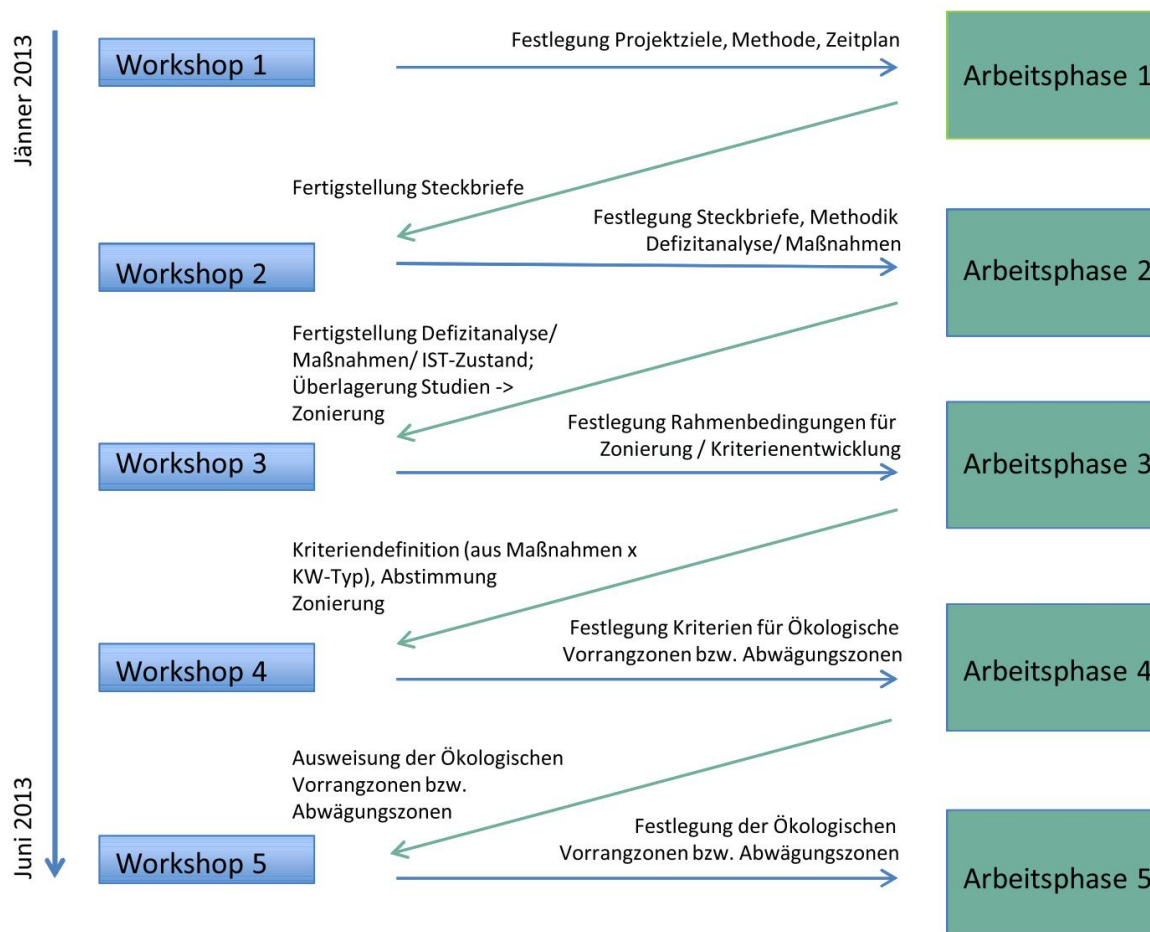 Jänner 2013
Workshop 1
Festlegung Projektziele, Methode, Zeitplan
Arbeitsphase 1
Fertigstellung Steckbriefe
Workshop 2
Festlegung Steckbriefe, Methodik
Defizitanalyse/ Maßnahmen
Arbeitsphase 2
Fertigstellung Defizitanalyse/
Maßnahmen/ IST-Zustand;
Überlagerung Studien ->
Zonierung
Workshop 3
Festlegung Rahmenbedingungen für
Zonierung / Kriterienentwicklung
Arbeitsphase 3
Kriteriendefinition (aus Maßnahmen x
KW-Typ), Abstimmung
Zonierung
Workshop 4
Festlegung Kriterien für Ökologische
Vorrangzonen bzw. Abwägungszonen
Arbeitsphase 4
Ausweisung der Ökologischen
Vorrangzonen bzw.
Abwägungszonen
Juni 2013
Workshop 5
Festlegung der Ökologischen
Vorrangzonen bzw. Abwägungszonen
Arbeitsphase 5